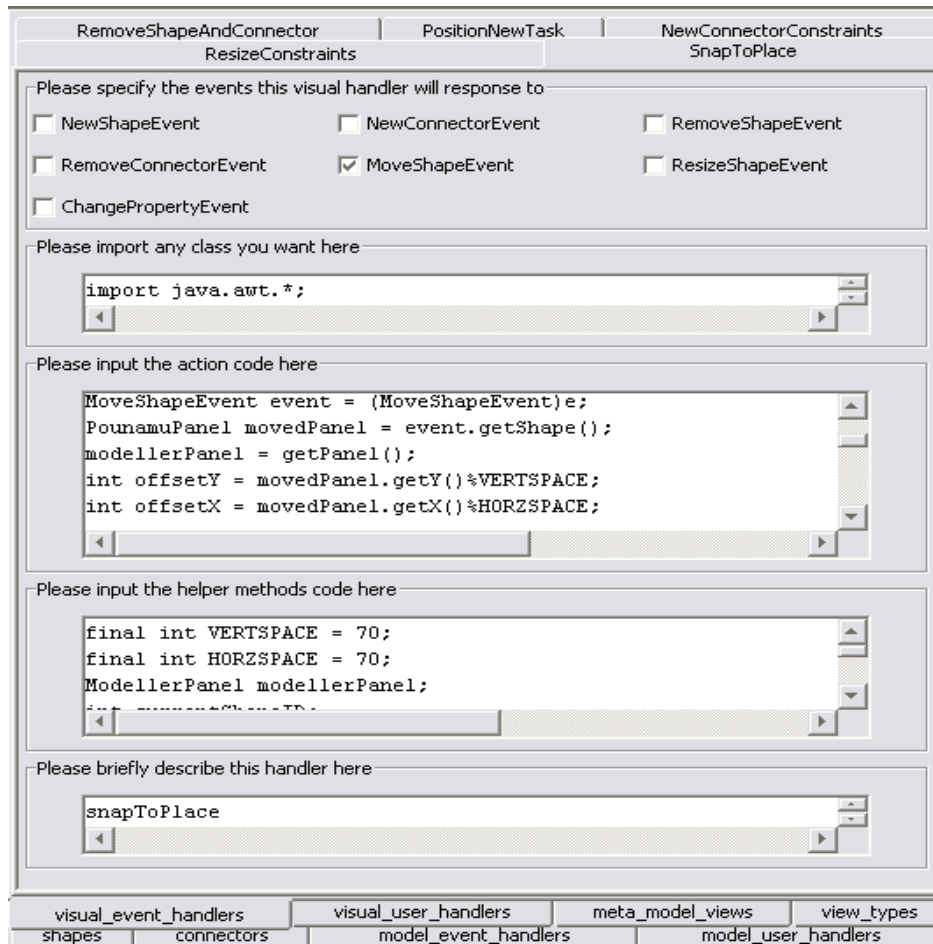 RemoveShapeAndConnector PositionNewTask NewConnectorConstraints
ResizeConstraints SnapToPlace
Please specify the events this visual handler will response to
NewShapeEvent NewConnectorEvent RemoveShapeEvent
RemoveConnectorEvent MoveShapeEvent ResizeShapeEvent
ChangePropertyEvent
Please import any class you want here
import java.awt.*;
Please input the action code here
MoveShapeEvent event = (MoveShapeEvent)e;
PounamuPanel movedPanel = event.getShape();
modellerPanel = getPanel();
int offsetY = movedPanel.getY()%VERTSPACE;
int offsetX = movedPanel.getX()%HORZSPACE;
Please input the helper methods code here
final int VERTSPACE = 70;
final int HORZSPACE = 70;
ModellerPanel modellerPanel;
int currentShapeID;
Please briefly describe this handler here
snapToPlace
visual_event_handlers visual_user_handlers meta_model_views view_types
shapes connectors model_event_handlers model_user_handlers